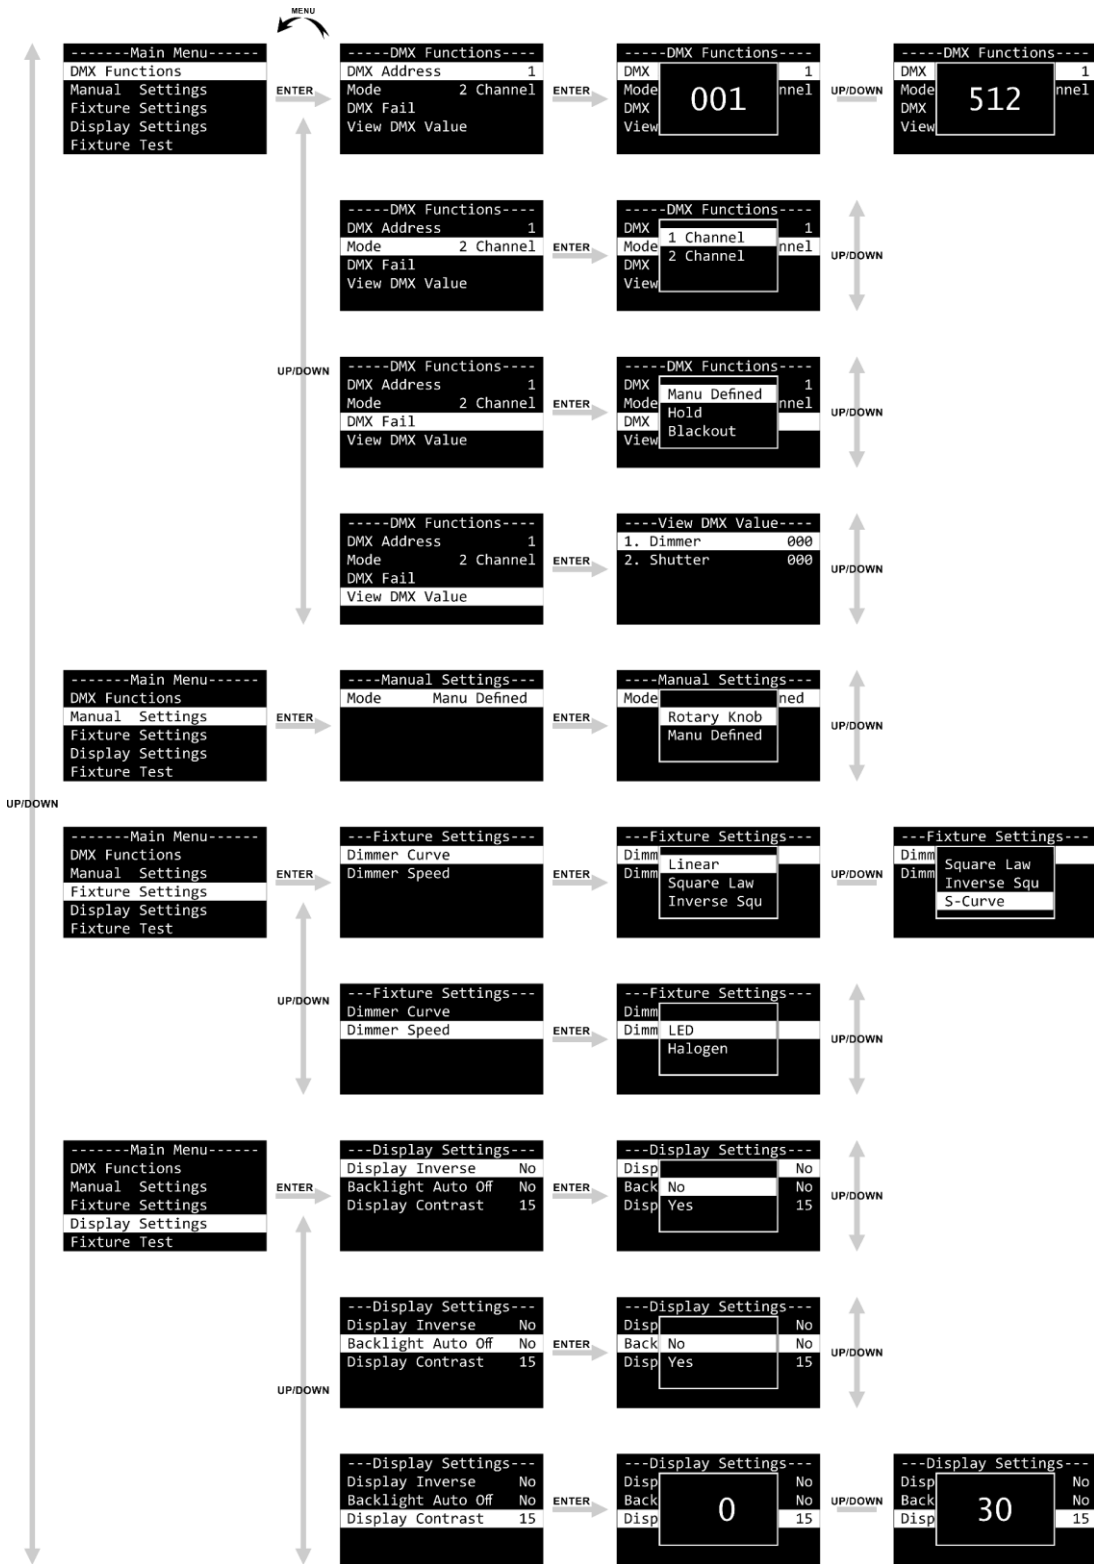 MENU
-------Main Menu------
DMX Functions
Manual  Settings
Fixture Settings
Display Settings
Fixture Test
ENTER
-----DMX Functions----
DMX Address 1
Mode 2 Channel
DMX Fail
View DMX Value
ENTER
-----DMX Functions----
DMX 1
Mode nnel
DMX
View
001
UP/DOWN
-----DMX Functions----
DMX 1
Mode nnel
DMX
View
512
-----DMX Functions----
DMX Address 1
Mode 2 Channel
DMX Fail
View DMX Value
ENTER
-----DMX Functions----
DMX 1
Mode nnel
DMX
View
1 Channel
2 Channel
UP/DOWN
UP/DOWN
-----DMX Functions----
DMX Address 1
Mode 2 Channel
DMX Fail
View DMX Value
ENTER
-----DMX Functions----
DMX 1
Mode nnel
DMX
View
Manu Defined
Hold
Blackout
UP/DOWN
-----DMX Functions----
DMX Address 1
Mode 2 Channel
DMX Fail
View DMX Value
ENTER
----View DMX Value----
1. Dimmer 000
2. Shutter 000
UP/DOWN
-------Main Menu------
DMX Functions
Manual  Settings
Fixture Settings
Display Settings
Fixture Test
ENTER
----Manual Settings---
Mode Manu Defined
ENTER
----Manual Settings---
Mode ned
Rotary Knob
Manu Defined
UP/DOWN
UP/DOWN
-------Main Menu------
DMX Functions
Manual  Settings
Fixture Settings
Display Settings
Fixture Test
ENTER
---Fixture Settings---
Dimmer Curve
Dimmer Speed
ENTER
---Fixture Settings---
Dimm
Dimm
Linear
Square Law
Inverse Squ
UP/DOWN
---Fixture Settings---
Dimm
Dimm
Square Law
Inverse Squ
S-Curve
UP/DOWN
---Fixture Settings---
Dimmer Curve
Dimmer Speed
ENTER
---Fixture Settings---
Dimm
Dimm
LED
Halogen
UP/DOWN
-------Main Menu------
DMX Functions
Manual  Settings
Fixture Settings
Display Settings
Fixture Test
ENTER
---Display Settings---
Display Inverse No
Backlight Auto Off No
Display Contrast 15
ENTER
---Display Settings---
Disp No
Back No
Disp 15
No
Yes
UP/DOWN
---Display Settings---
Display Inverse No
Backlight Auto Off No
Display Contrast 15
ENTER
---Display Settings---
Disp No
Back No
Disp 15
No
Yes
UP/DOWN
UP/DOWN
---Display Settings---
Display Inverse No
Backlight Auto Off No
Display Contrast 15
ENTER
---Display Settings---
Disp No
Back No
Disp 15
0
UP/DOWN
---Display Settings---
Disp No
Back No
Disp 15
30